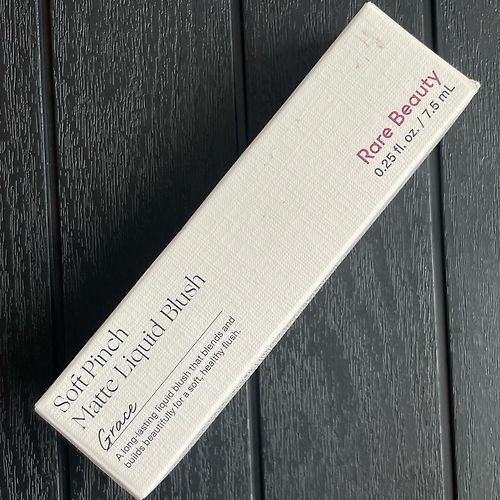 Rare Beauty
0.25 fl. oz. / 7.5 mL
Soft Pinch
Matte Liquid Blush
Grace
A long-lasting liquid blush that blends and
builds beautifully for a soft, healthy flush.